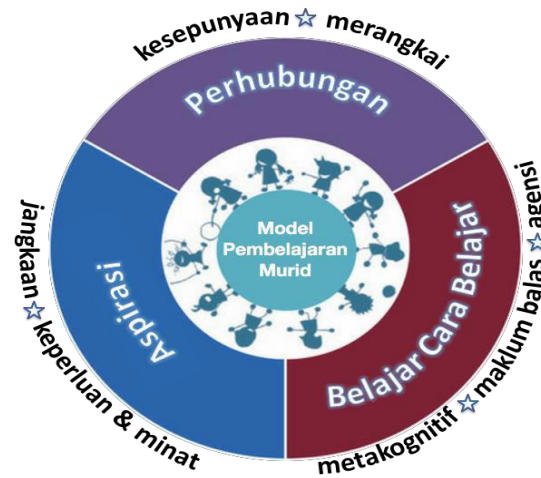 kesepunyaan ☆ merangkai
Perhubungan
agensi ☆ maklum balas ☆ metakognitif
Belajar Cara Belajar
jangkaan ☆ keperluan & minat
Aspirasi
Model
Pembelajaran
Murid